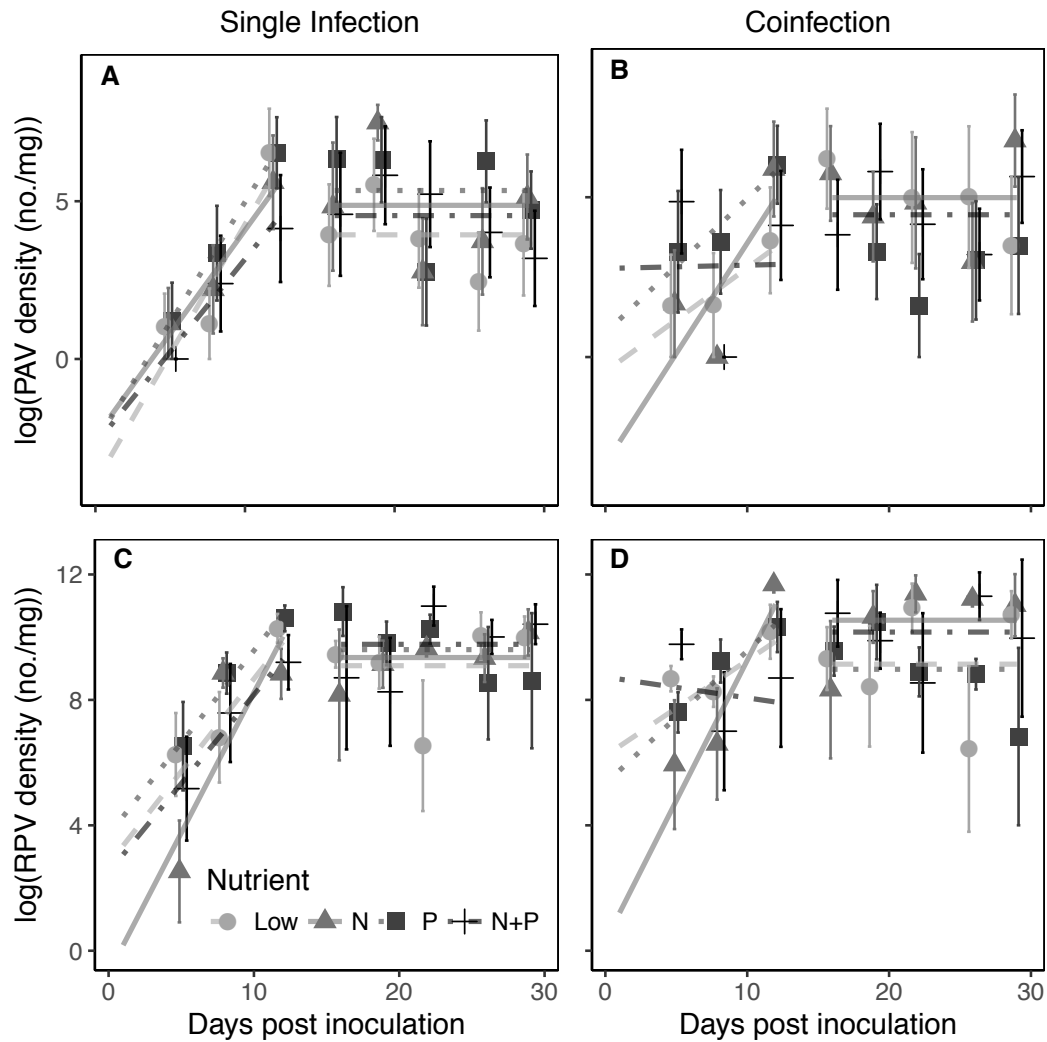 Single Infection
Coinfection
A
B
log(PAV density (no./mg))
5
0
C
D
log(RPV density (no./mg))
12
8
4
0
Nutrient
Low N P N+P
0 10 20 30
0 10 20 30
Days post inoculation
Days post inoculation